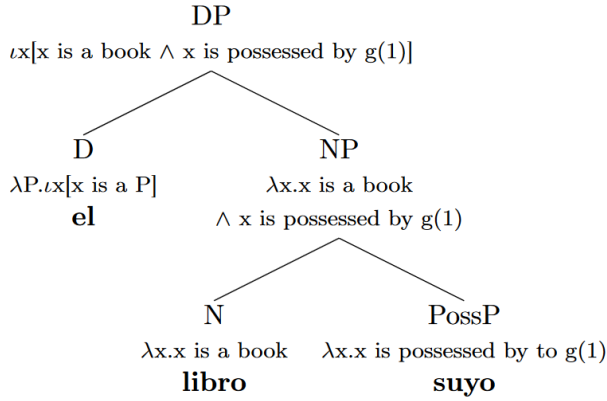 DP
ιx[x is a book ∧ x is possessed by g(1)]
D
λP.ιx[x is a P]
el
NP
λx.x is a book
∧ x is possessed by g(1)
N
λx.x is a book
libro
PossP
λx.x is possessed by to g(1)
suyo